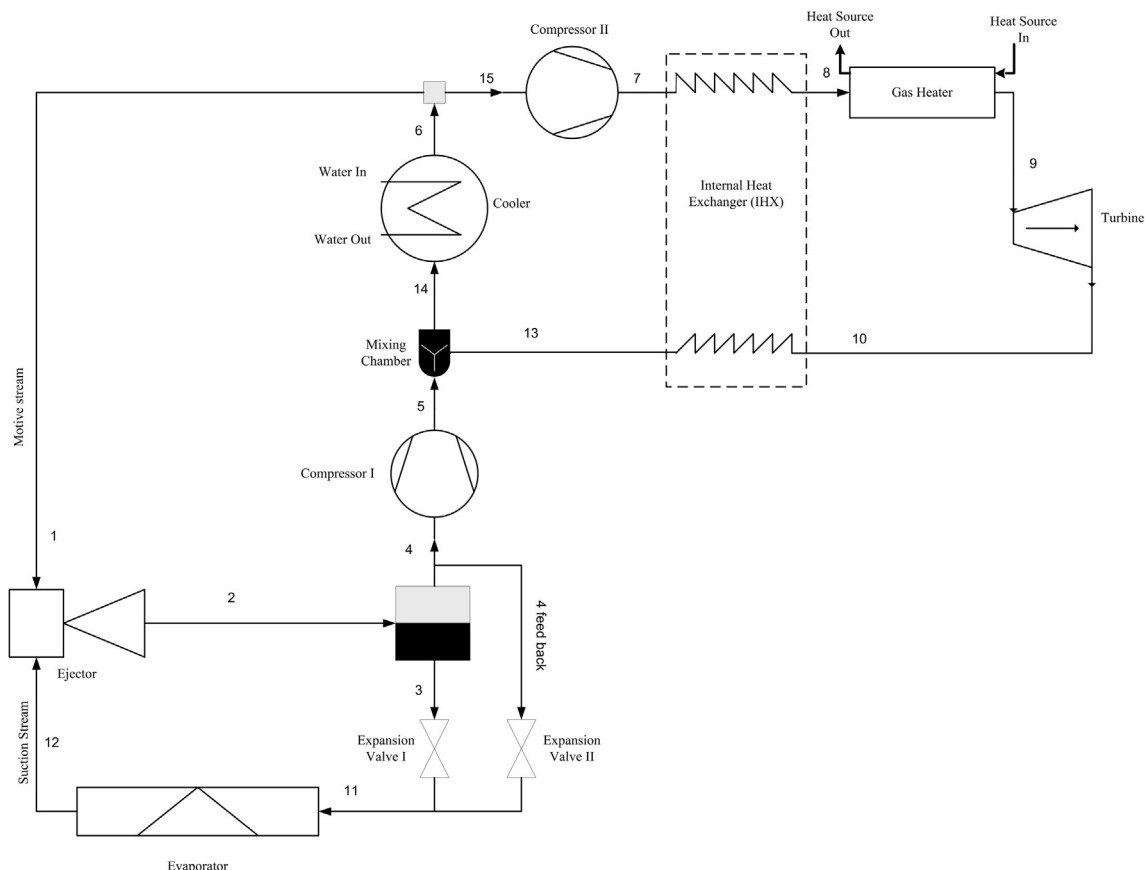 Heat Source
Out
Heat Source
In
Compressor II
15
7
8
Gas Heater
6
Water In
Cooler
Water Out
Internal Heat
Exchanger (IHX)
9
Turbine
14
Mixing
Chamber
13
10
5
Motive stream
Compressor I
1
4
2
4 feed back
Ejector
3
Suction Stream
12
Expansion
Valve I
Expansion
Valve II
11
Evaporator